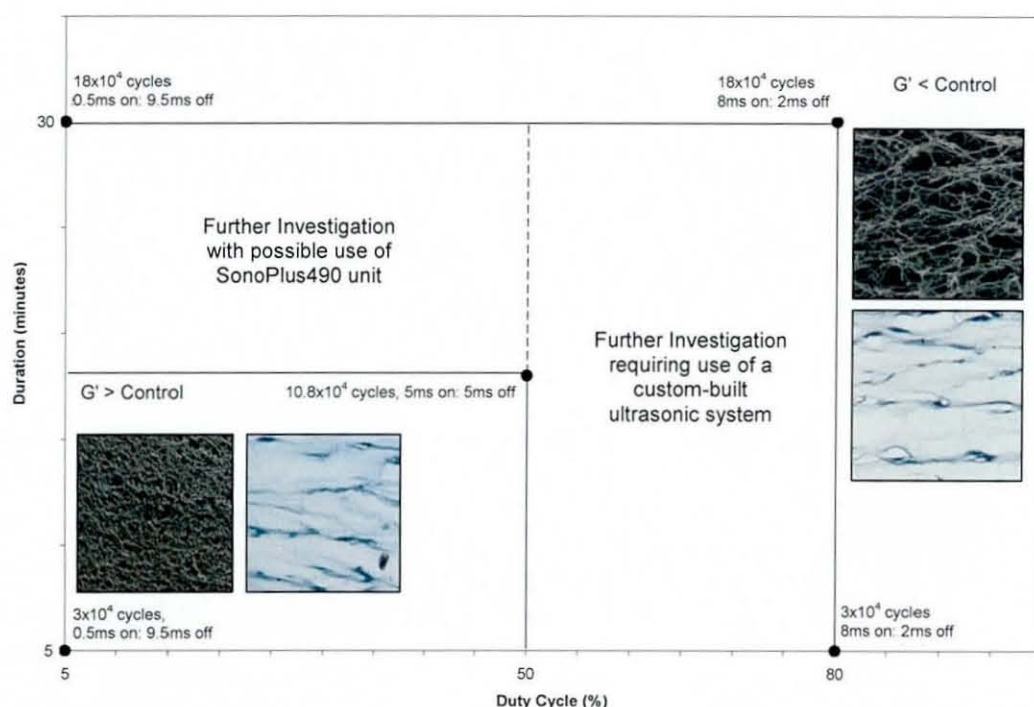 18x10⁴ cycles
0.5ms on: 9.5ms off
18x10⁴ cycles
8ms on: 2ms off
G' < Control
30
Further Investigation
with possible use of
SonoPlus490 unit
Further Investigation
requiring use of a
custom-built
ultrasonic system
Duration (minutes)
G' > Control
10.8x10⁴ cycles, 5ms on: 5ms off
3x10⁴ cycles,
0.5ms on: 9.5ms off
3x10⁴ cycles
8ms on: 2ms off
5
5
50
80
Duty Cycle (%)